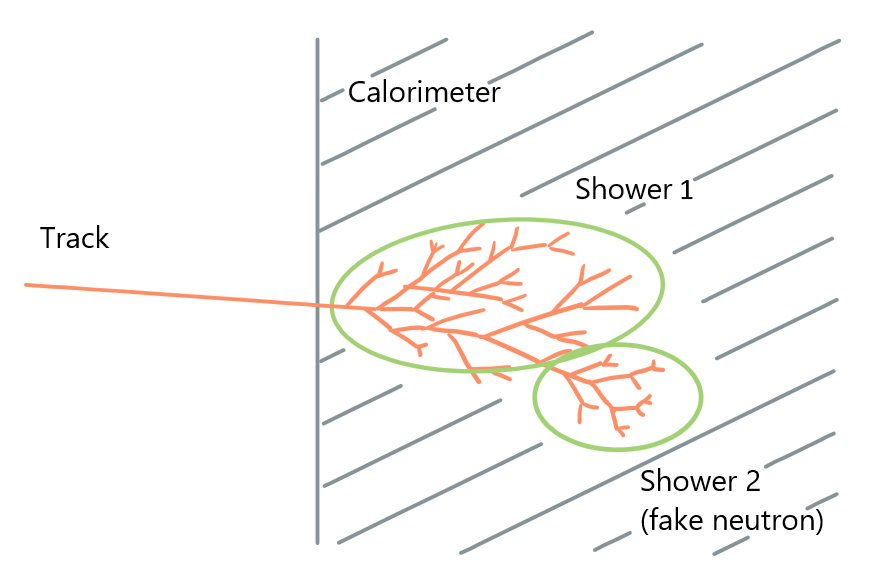 Calorimeter
Shower 1
Track
Shower 2
(fake neutron)